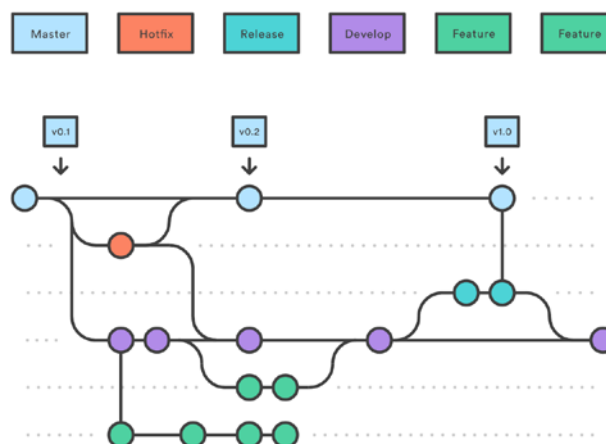 Master
Hotfix
Release
Develop
Feature
Feature
v0.1
v0.2
v1.0